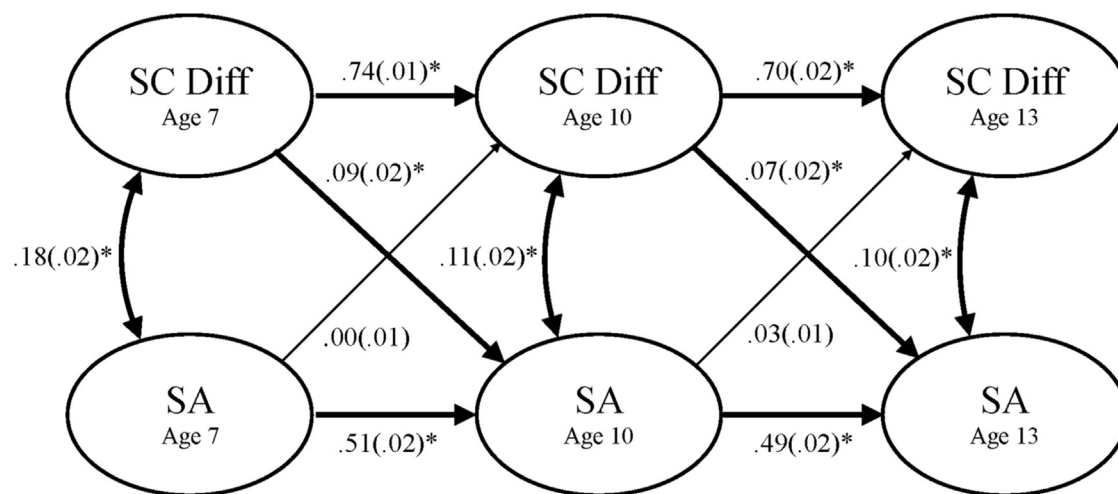 SC Diff
Age 7
.74(.01)*
SC Diff
Age 10
.70(.02)*
SC Diff
Age 13
.09(.02)*
.07(.02)*
.18(.02)*
.11(.02)*
.10(.02)*
.00(.01)
.03(.01)
SA
Age 7
.51(.02)*
SA
Age 10
.49(.02)*
SA
Age 13